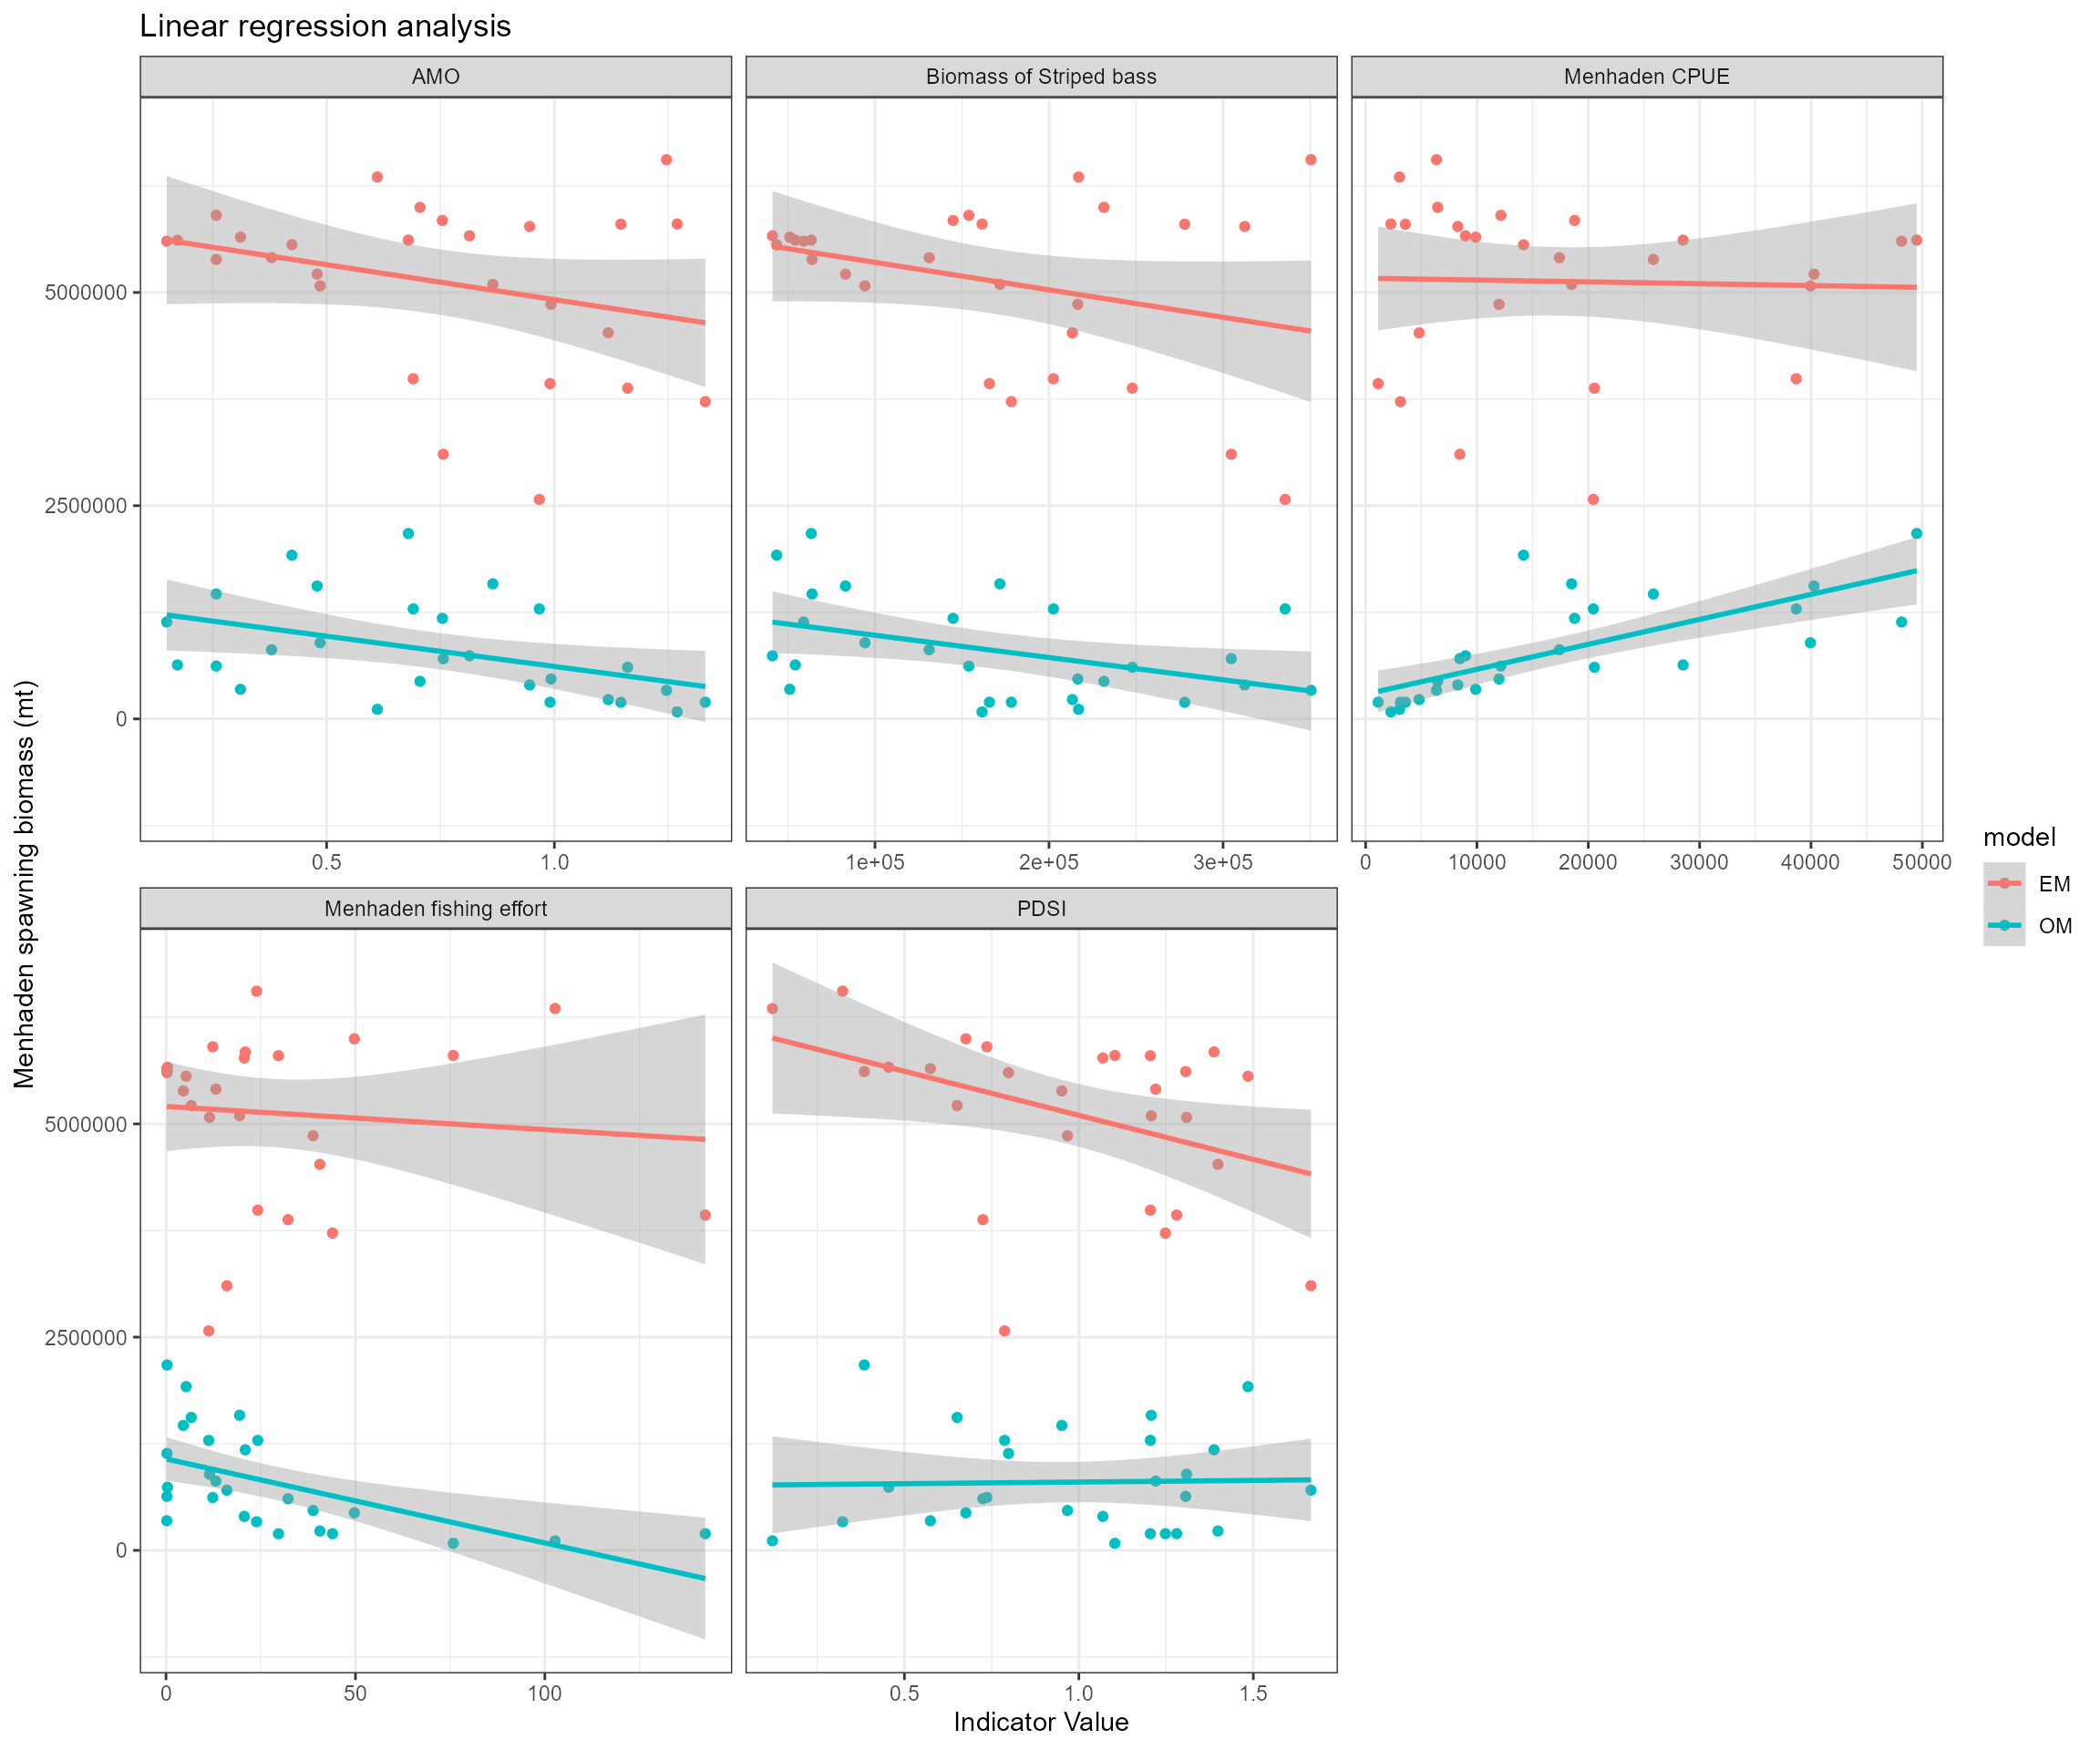 Linear regression analysis
AMO
Biomass of Striped bass
Menhaden CPUE
5000000
2500000
0
0.5 1.0
1e+05 2e+05 3e+05
0 10000 20000 30000 40000 50000
Menhaden spawning biomass (mt)
model
EM
OM
Menhaden fishing effort
PDSI
5000000
2500000
0
0 50 100
0.5 1.0 1.5
Indicator Value